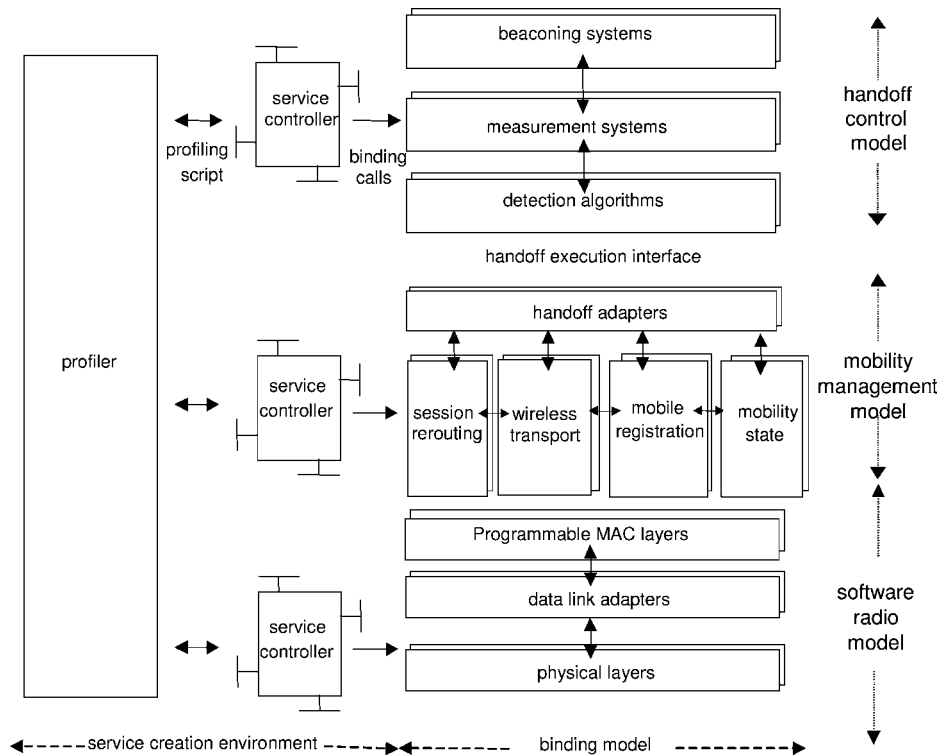 beaconing systems
service
controller
measurement systems
handoff
control
model
profiling
script
binding
calls
detection algorithms
handoff execution interface
handoff adapters
profiler
service
controller
session
rerouting
wireless
transport
mobile
registration
mobility
state
mobility
management
model
Programmable MAC layers
data link adapters
service
controller
physical layers
software
radio
model
service creation environment
binding model